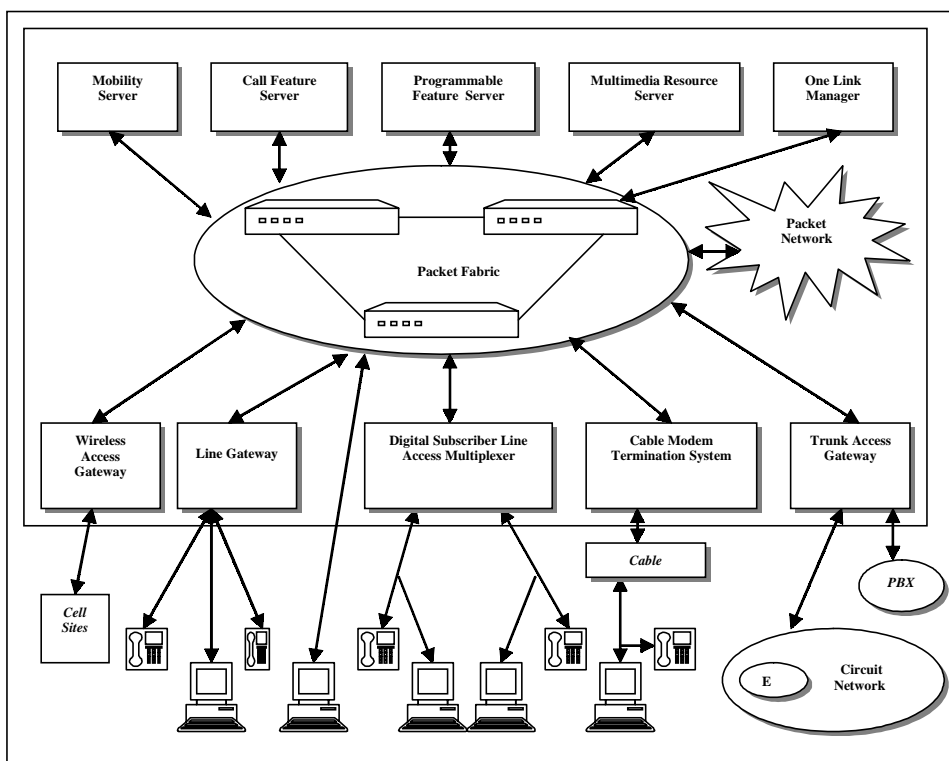 Mobility
Server
Call Feature
Server
Programmable
Feature Server
Multimedia Resource
Server
One Link
Manager
Packet
Network
Packet Fabric
Wireless
Access
Gateway
Line Gateway
Digital Subscriber Line
Access Multiplexer
Cable Modem
Termination System
Trunk Access
Gateway
Cell
Sites
Cable
PBX
E
Circuit
Network